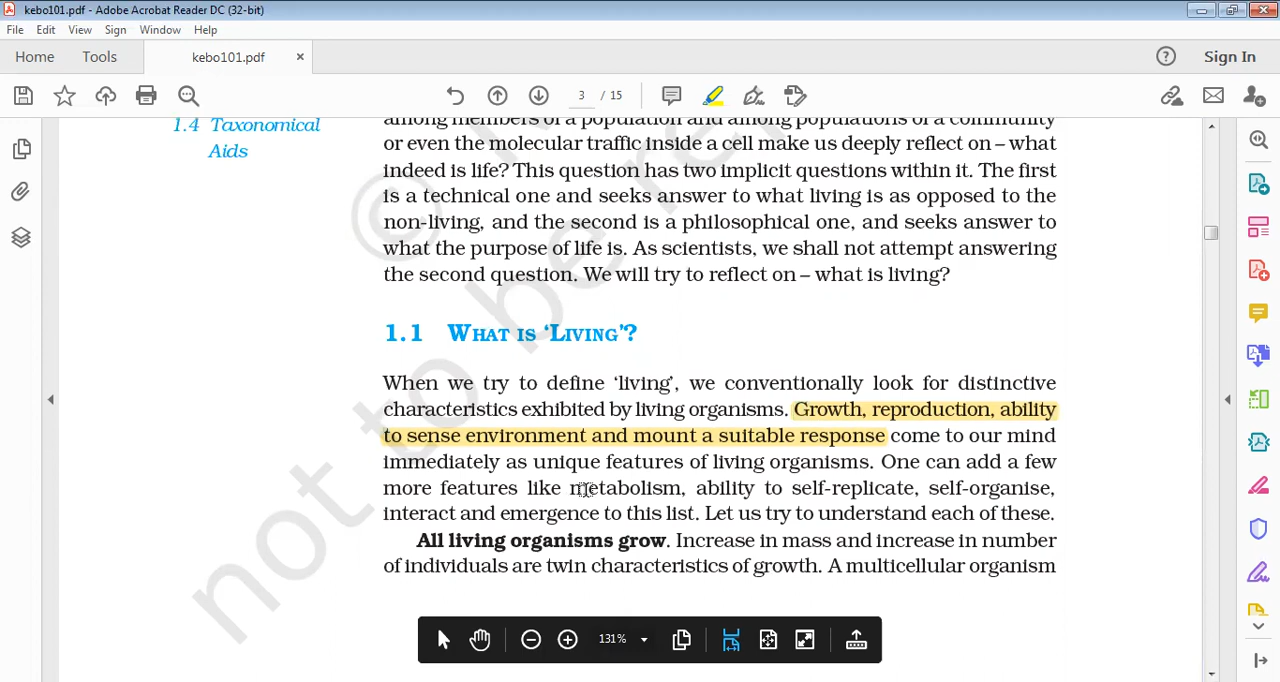 kebo101.pdf - Adobe Acrobat Reader DC (32-bit)
File Edit View Sign Window Help
Home Tools kebo101.pdf × ? Sign In
3 / 15
1.4 Taxonomical
Aids
among members of a population and among populations of a community
or even the molecular traffic inside a cell make us deeply reflect on – what
indeed is life? This question has two implicit questions within it. The first
is a technical one and seeks answer to what living is as opposed to the
non-living, and the second is a philosophical one, and seeks answer to
what the purpose of life is. As scientists, we shall not attempt answering
the second question. We will try to reflect on – what is living?
1.1 WHAT IS ‘LIVING’?
When we try to define ‘living’, we conventionally look for distinctive
characteristics exhibited by living organisms. Growth, reproduction, ability
to sense environment and mount a suitable response come to our mind
immediately as unique features of living organisms. One can add a few
more features like metabolism, ability to self-replicate, self-organise,
interact and emergence to this list. Let us try to understand each of these.
All living organisms grow. Increase in mass and increase in number
of individuals are twin characteristics of growth. A multicellular organism
131%
©
not to be re